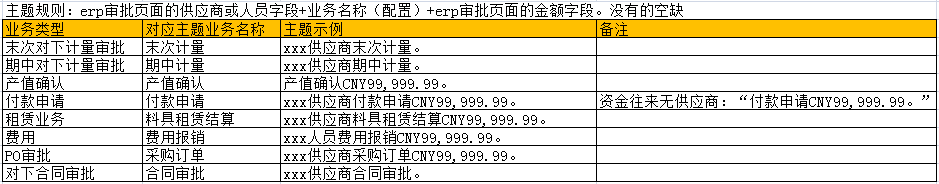 主题规则：erp审批页面的供应商或人员字段+业务名称（配置）+erp审批页面的金额字段。没有的空缺
业务类型 对应主题业务名称 主题示例 备注
末次对下计量审批 末次计量 xxx供应商末次计量。
期中对下计量审批 期中计量 xxx供应商期中计量。
产值确认 产值确认 产值确认CNY99,999.99。
付款申请 付款申请 xxx供应商付款申请CNY99,999.99。 资金往来无供应商：“付款申请CNY99,999.99。”
租赁业务 料具租赁结算 xxx供应商料具租赁结算CNY99,999.99。
费用 费用报销 xxx人员费用报销CNY99,999.99。
PO审批 采购订单 xxx供应商采购订单CNY99,999.99。
对下合同审批 合同审批 xxx供应商合同审批。